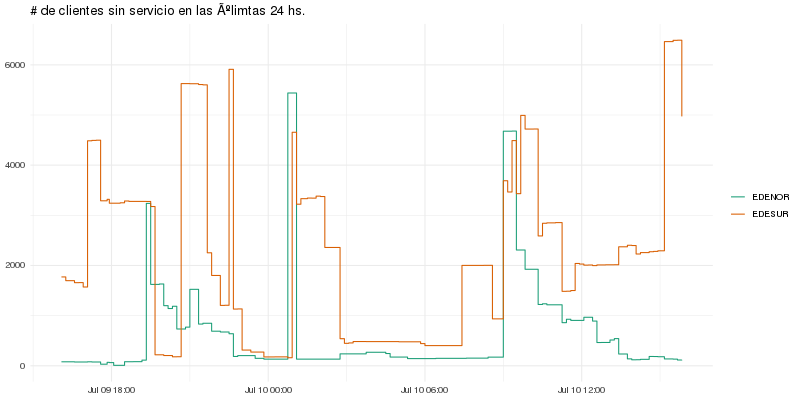 # de clientes sin servicio en las Ãºlimtas 24 hs.
6000
4000
2000
0
Jul 09 18:00
Jul 10 00:00
Jul 10 06:00
Jul 10 12:00
EDENOR
EDESUR